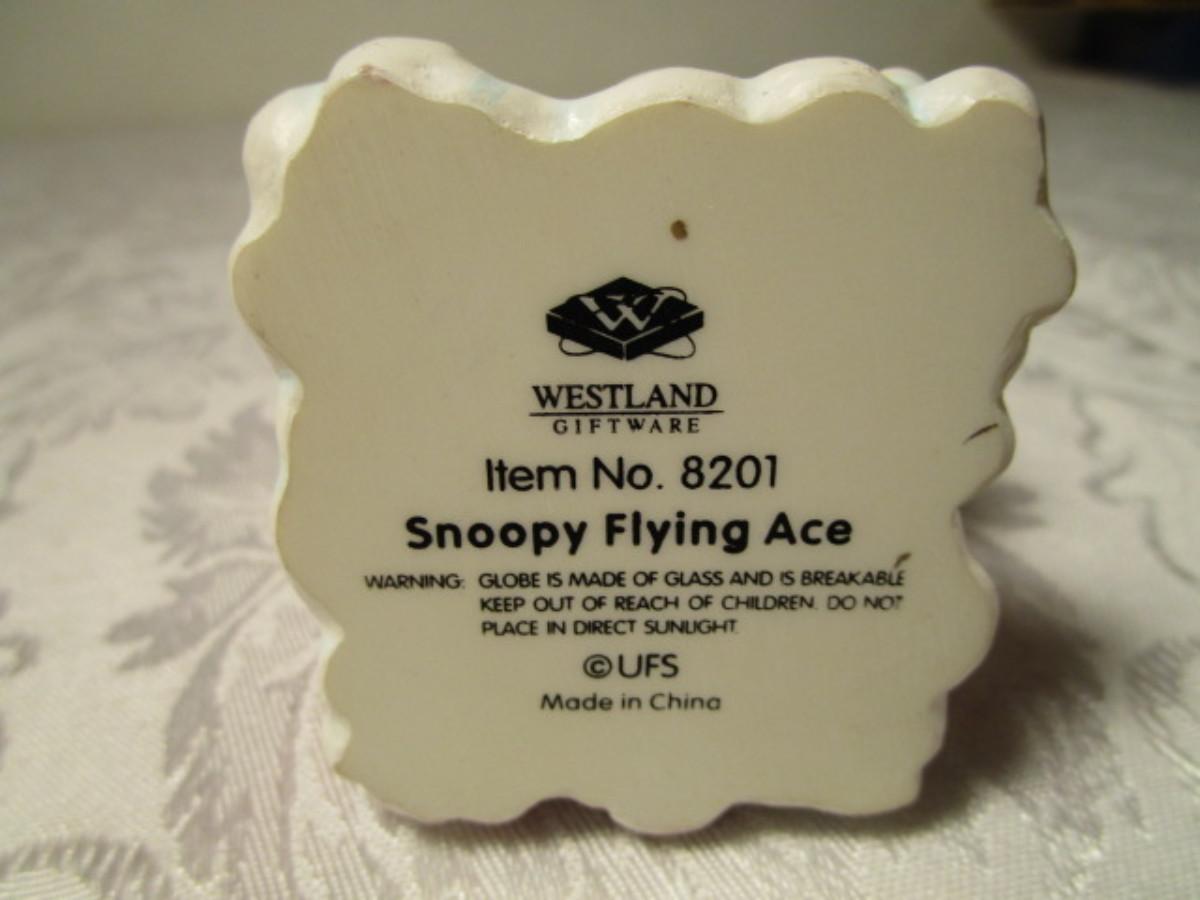 W
WESTLAND
GIFTWARE
Item No. 8201
Snoopy Flying Ace
WARNING: GLOBE IS MADE OF GLASS AND IS BREAKABLE
KEEP OUT OF REACH OF CHILDREN. DO NOT
PLACE IN DIRECT SUNLIGHT.
© UFS
Made in China